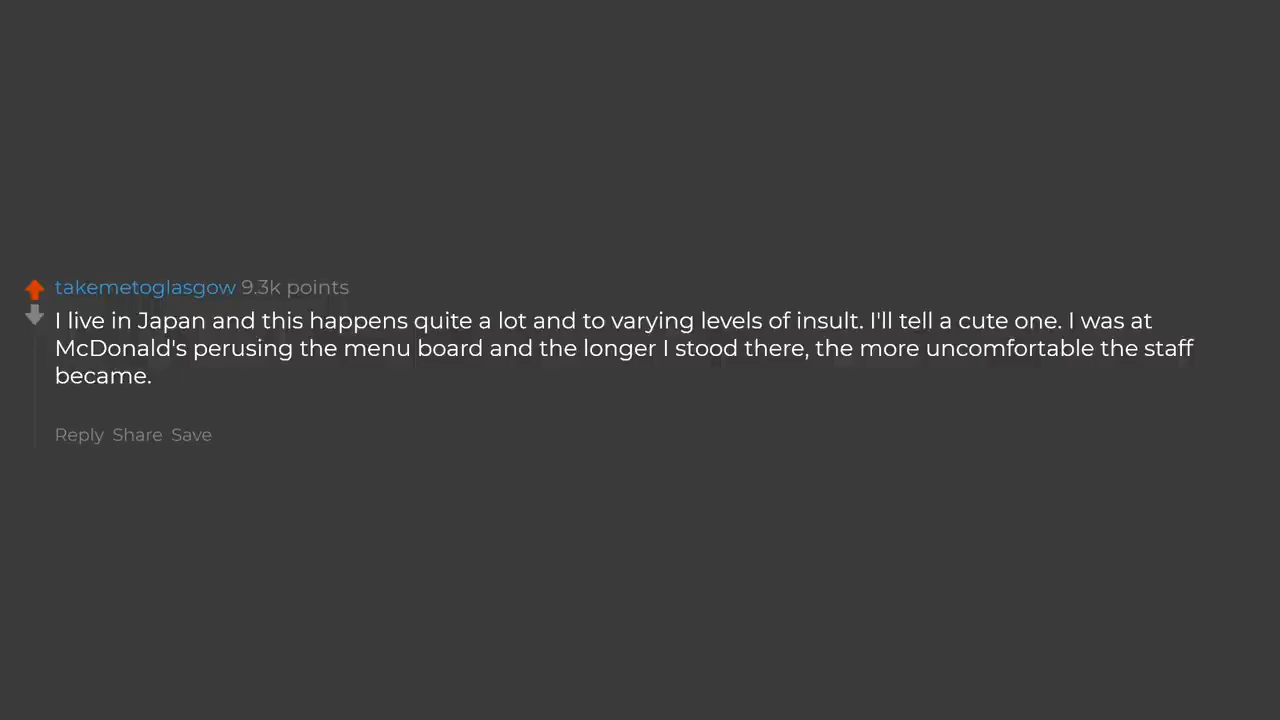 takemetoglasgow 9.3k points
I live in Japan and this happens quite a lot and to varying levels of insult. I'll tell a cute one. I was at
McDonald's perusing the menu board and the longer I stood there, the more uncomfortable the staff
became.
Reply Share Save